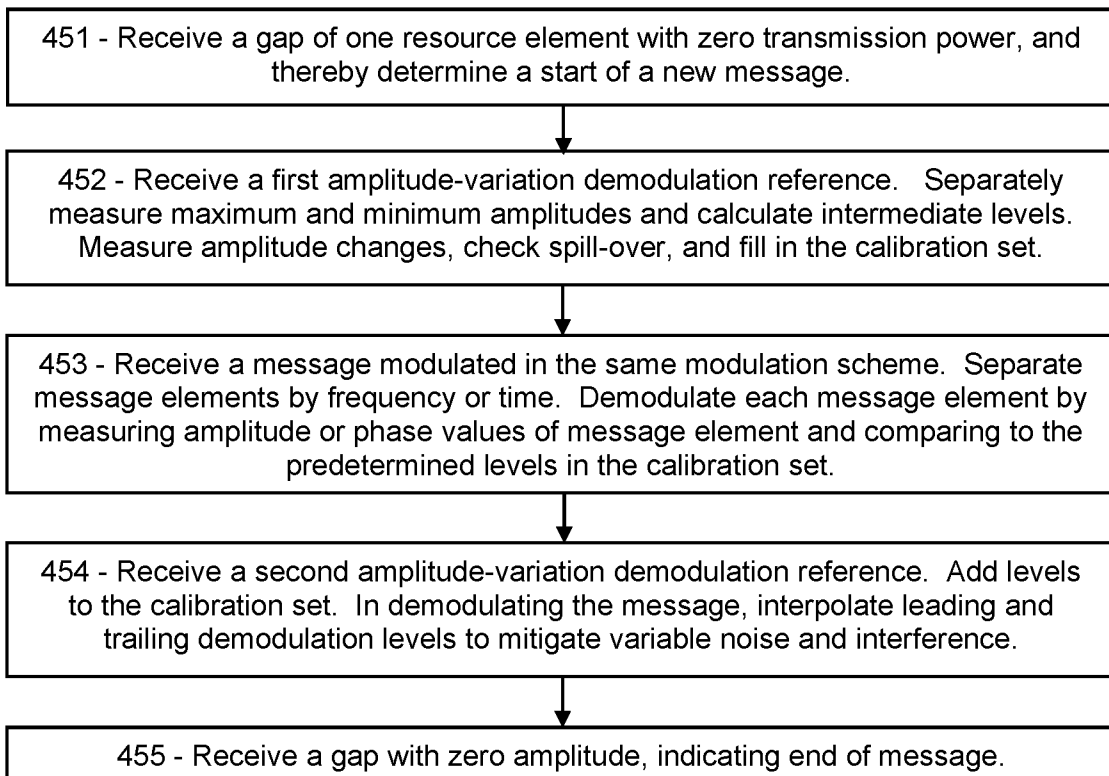 451 - Receive a gap of one resource element with zero transmission power, and
thereby determine a start of a new message.
452 - Receive a first amplitude-variation demodulation reference.   Separately
measure maximum and minimum amplitudes and calculate intermediate levels.
Measure amplitude changes, check spill-over, and fill in the calibration set.
453 - Receive a message modulated in the same modulation scheme.  Separate
message elements by frequency or time.  Demodulate each message element by
measuring amplitude or phase values of message element and comparing to the
predetermined levels in the calibration set.
454 - Receive a second amplitude-variation demodulation reference.  Add levels
to the calibration set.  In demodulating the message, interpolate leading and
trailing demodulation levels to mitigate variable noise and interference.
455 - Receive a gap with zero amplitude, indicating end of message.